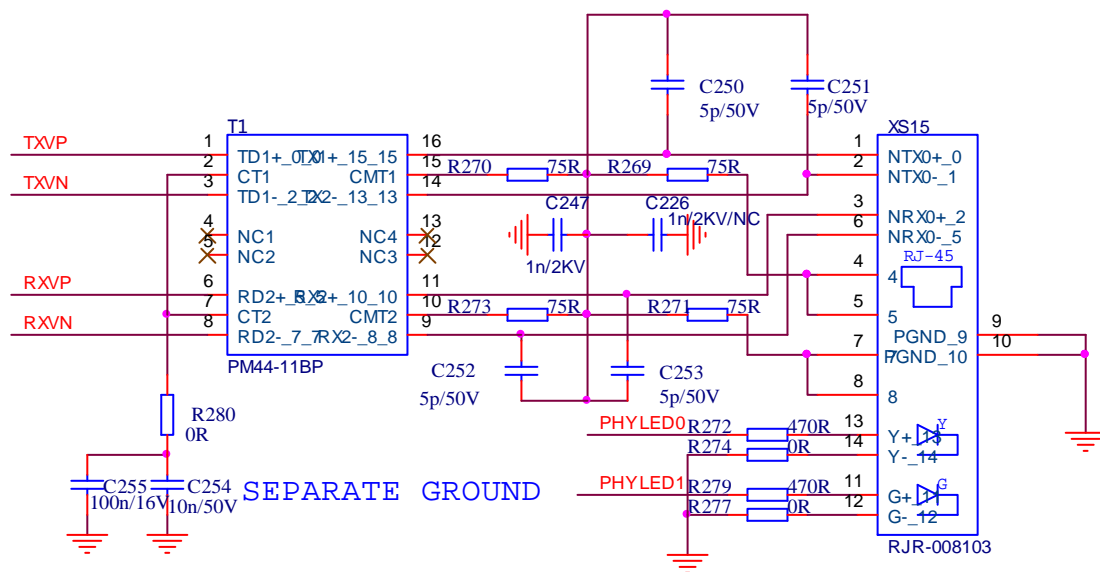 C250
5p/50V
C251
5p/50V
T1
XS15
TXVP
1
16
TD1+_0_0
TX1+_15_15
1
NTX0+_0
2
15
CT1
CMT1
R270
75R
R269
75R
2
NTX0-_1
TXVN
3
14
TD1-_2_2
TX2-_13_13
C247
1n/2KV
C226
1n/2KV/NC
3
NRX0+_2
4
13
NC1
NC4
6
NRX0-_5
5
12
NC2
NC3
RJ-45
4
4
RXVP
6
11
RD2+_5_5
RX2+_10_10
7
10
CT2
CMT2
R273
75R
R271
75R
5
5
RXVN
8
9
RD2-_7_7
RX2-_8_8
PGND_9
9
7
7
PGND_10
10
PM44-11BP
C252
5p/50V
C253
5p/50V
8
8
R280
0R
PHYLED0
R272
470R
13
Y+_13
Y
R274
0R
14
Y-_14
C255
100n/16V
C254
10n/50V
SEPARATE GROUND
PHYLED1
R279
470R
11
G
R277
0R
12
G-_12
RJR-008103